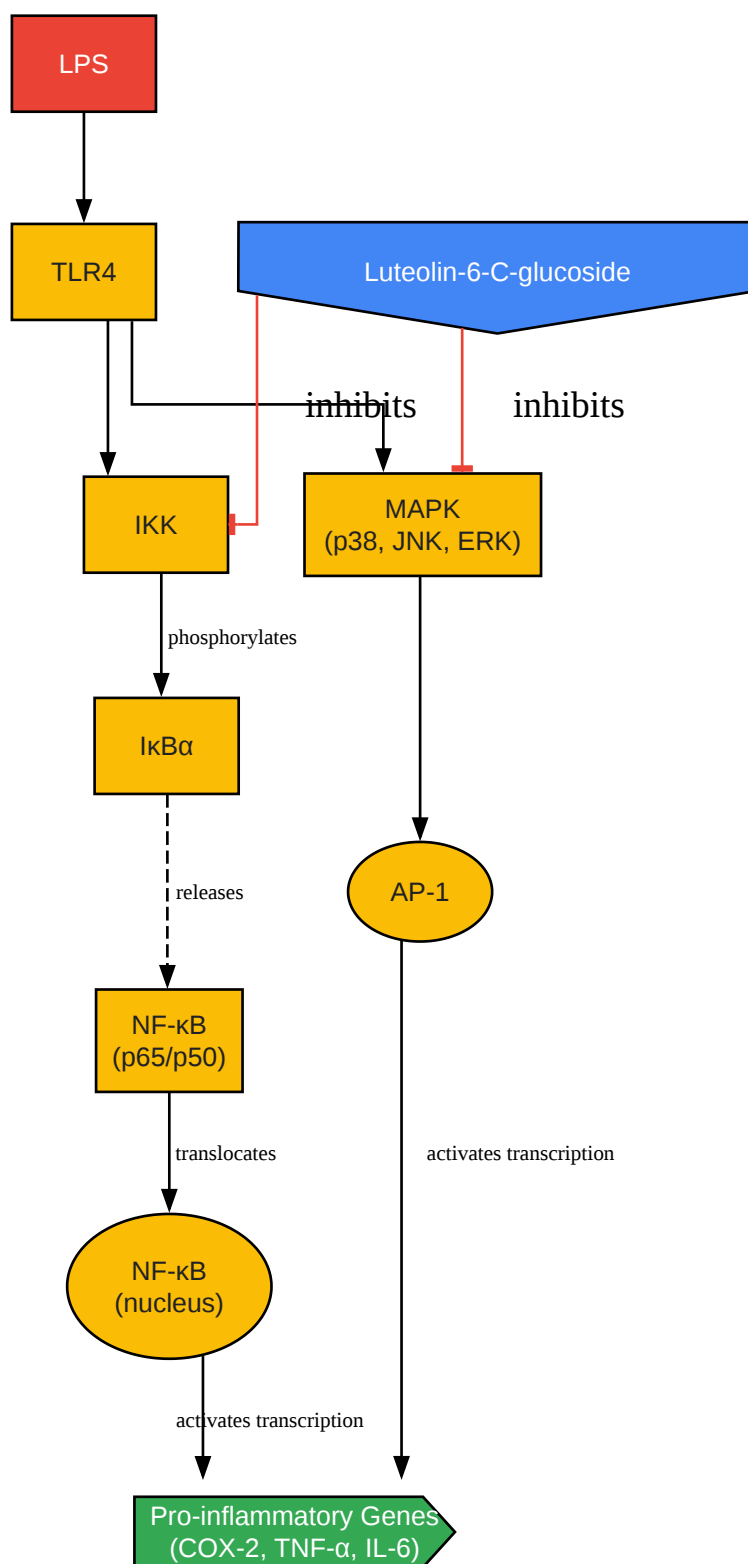 LPS
TLR4
Luteolin-6-C-glucoside
inhibits
inhibits
IKK
MAPK
(p38, JNK, ERK)
phosphorylates
IκBα
releases
AP-1
NF-κB
(p65/p50)
translocates
activates transcription
NF-κB
(nucleus)
activates transcription
Pro-inflammatory Genes
(COX-2, TNF-α, IL-6)